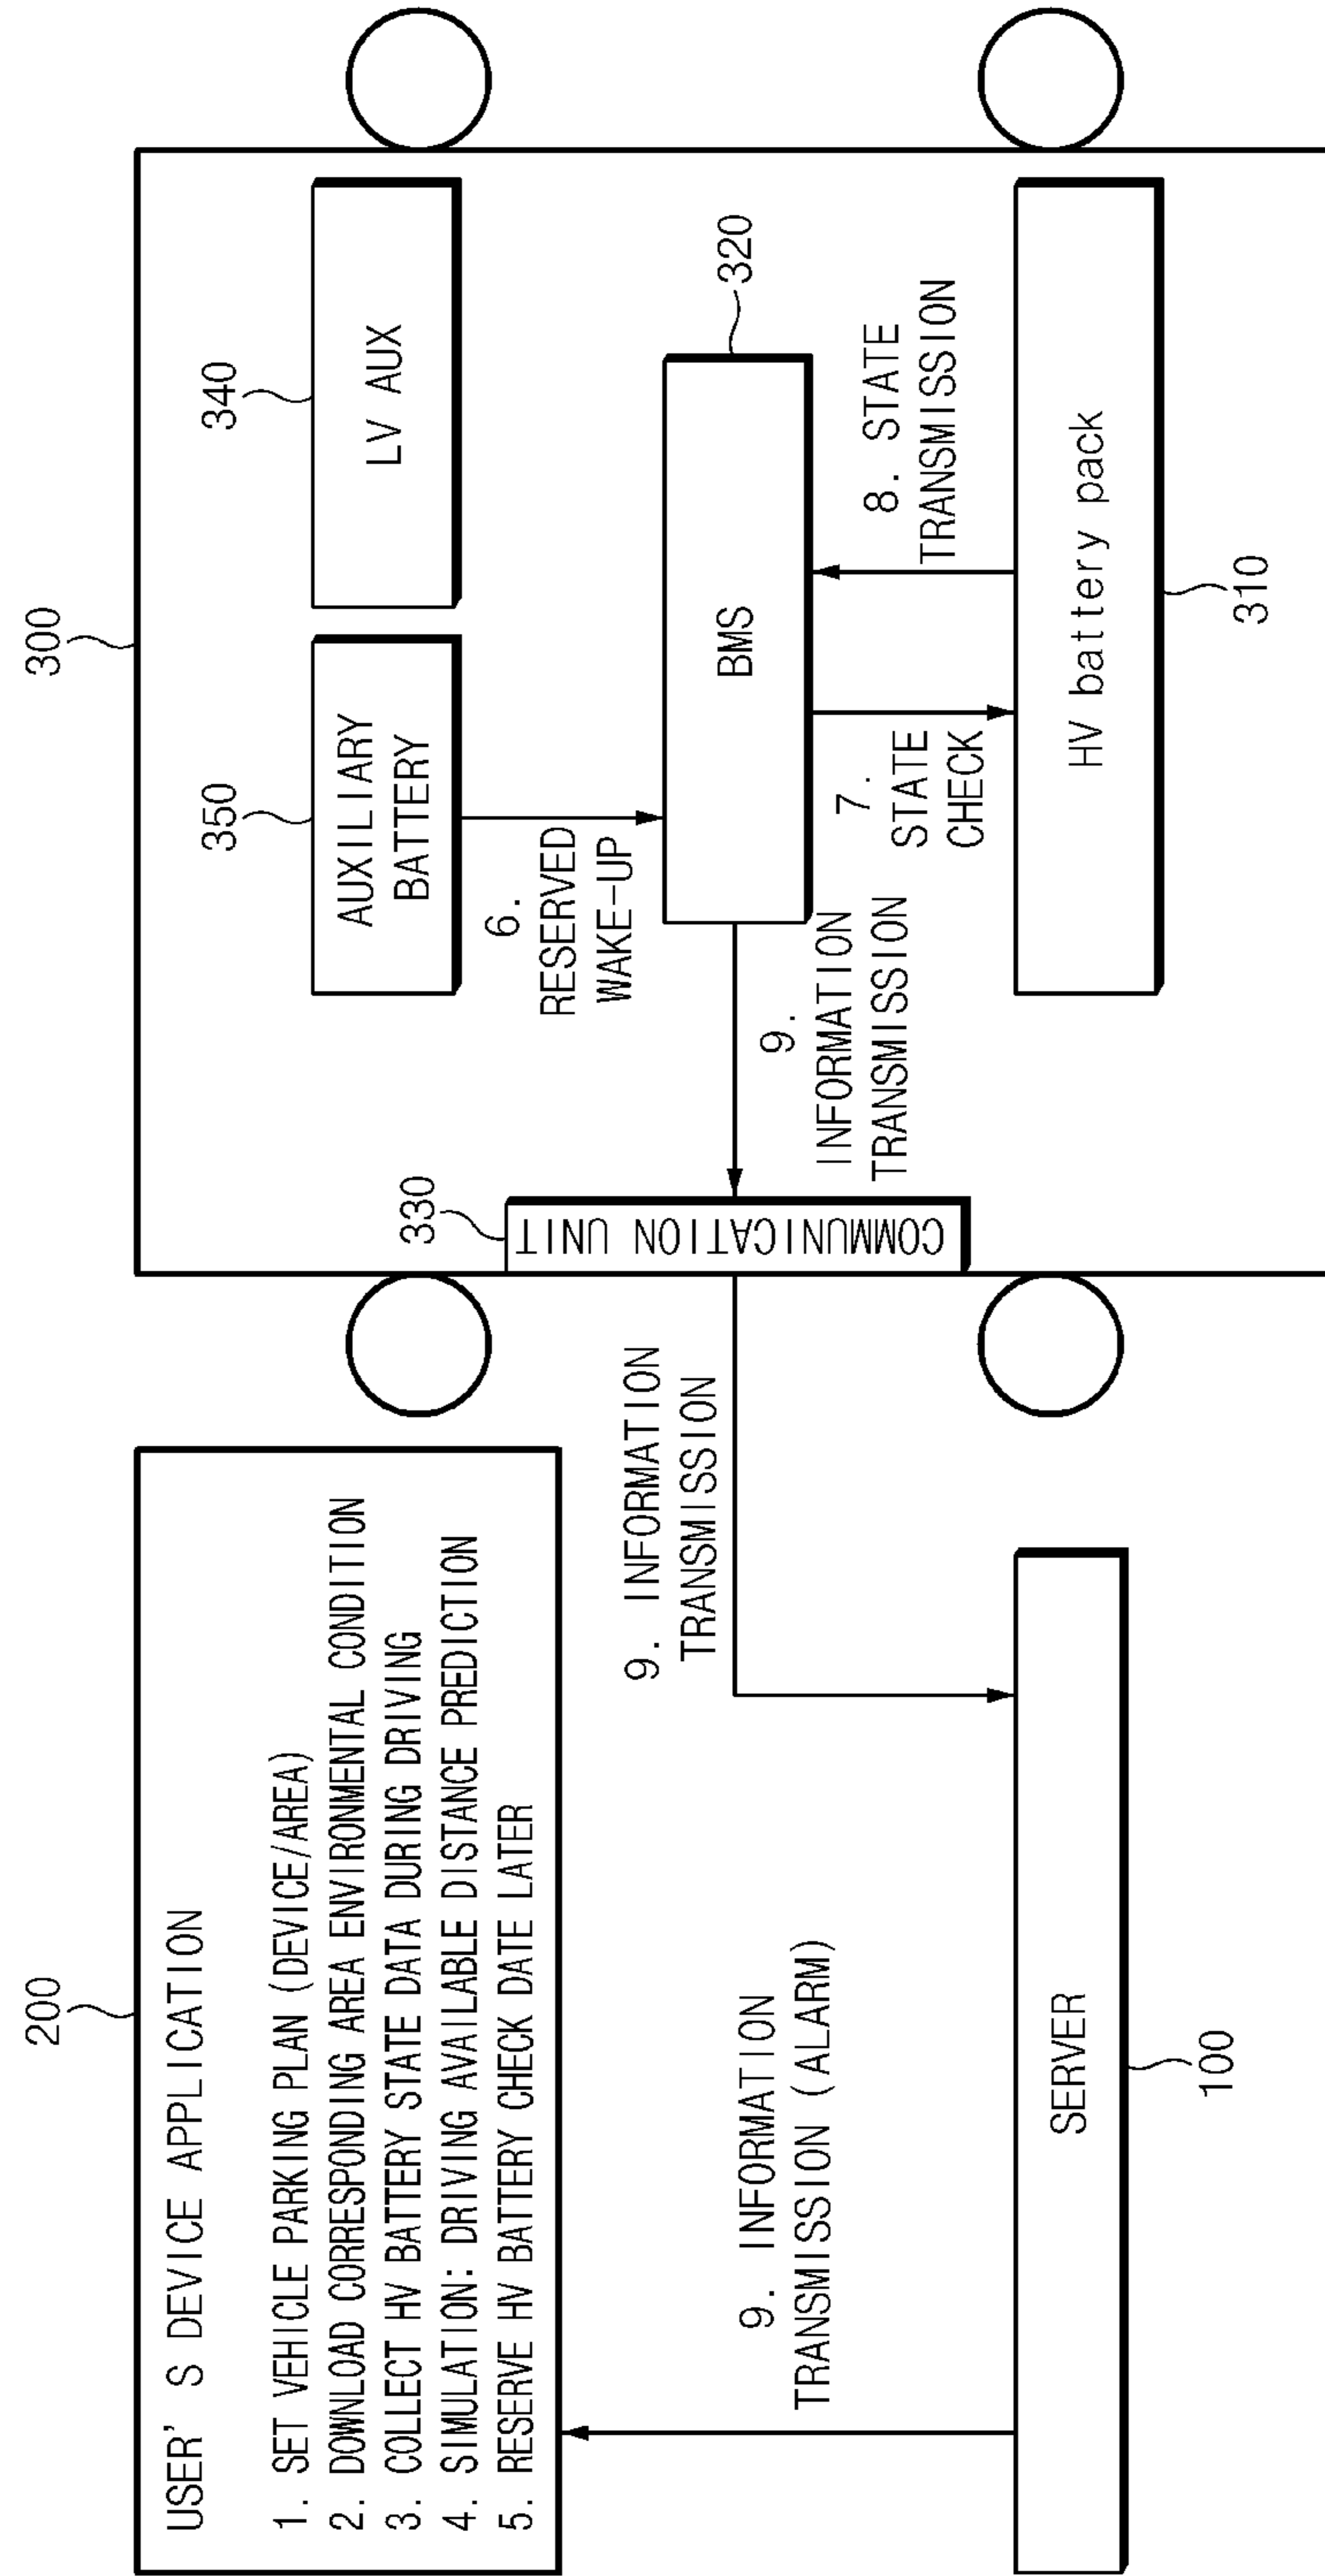 200
USER' S DEVICE APPLICATION
1. SET VEHICLE PARKING PLAN (DEVICE/AREA)
2. DOWNLOAD CORRESPONDING AREA ENVIRONMENTAL CONDITION
3. COLLECT HV BATTERY STATE DATA DURING DRIVING
4. SIMULATION: DRIVING AVAILABLE DISTANCE PREDICTION
5. RESERVE HV BATTERY CHECK DATE LATER
9. INFORMATION
TRANSMISSION (ALARM)
SERVER
100
9. INFORMATION
TRANSMISSION
300
350
AUXILIARY
BATTERY
340
LV AUX
6.
RESERVED
WAKE-UP
330
COMMUNICATION UNIT
320
BMS
9.
INFORMATION
TRANSMISSION
7.
STATE
CHECK
8. STATE
TRANSMISSION
HV battery pack
310